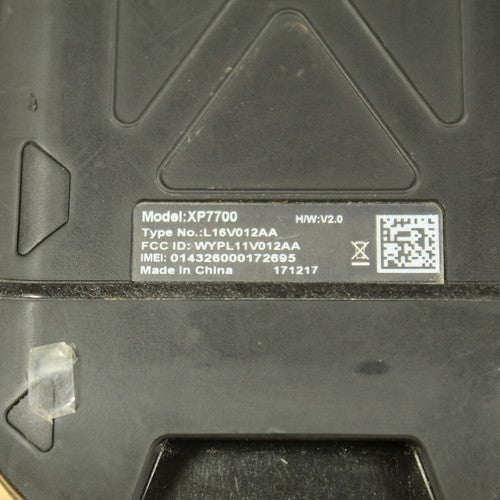 Model:XP7700 H/W:V2.0
Type No.:L16V012AA
FCC ID: WYPL11V012AA
IMEI: 014326000172695
Made in China 171217